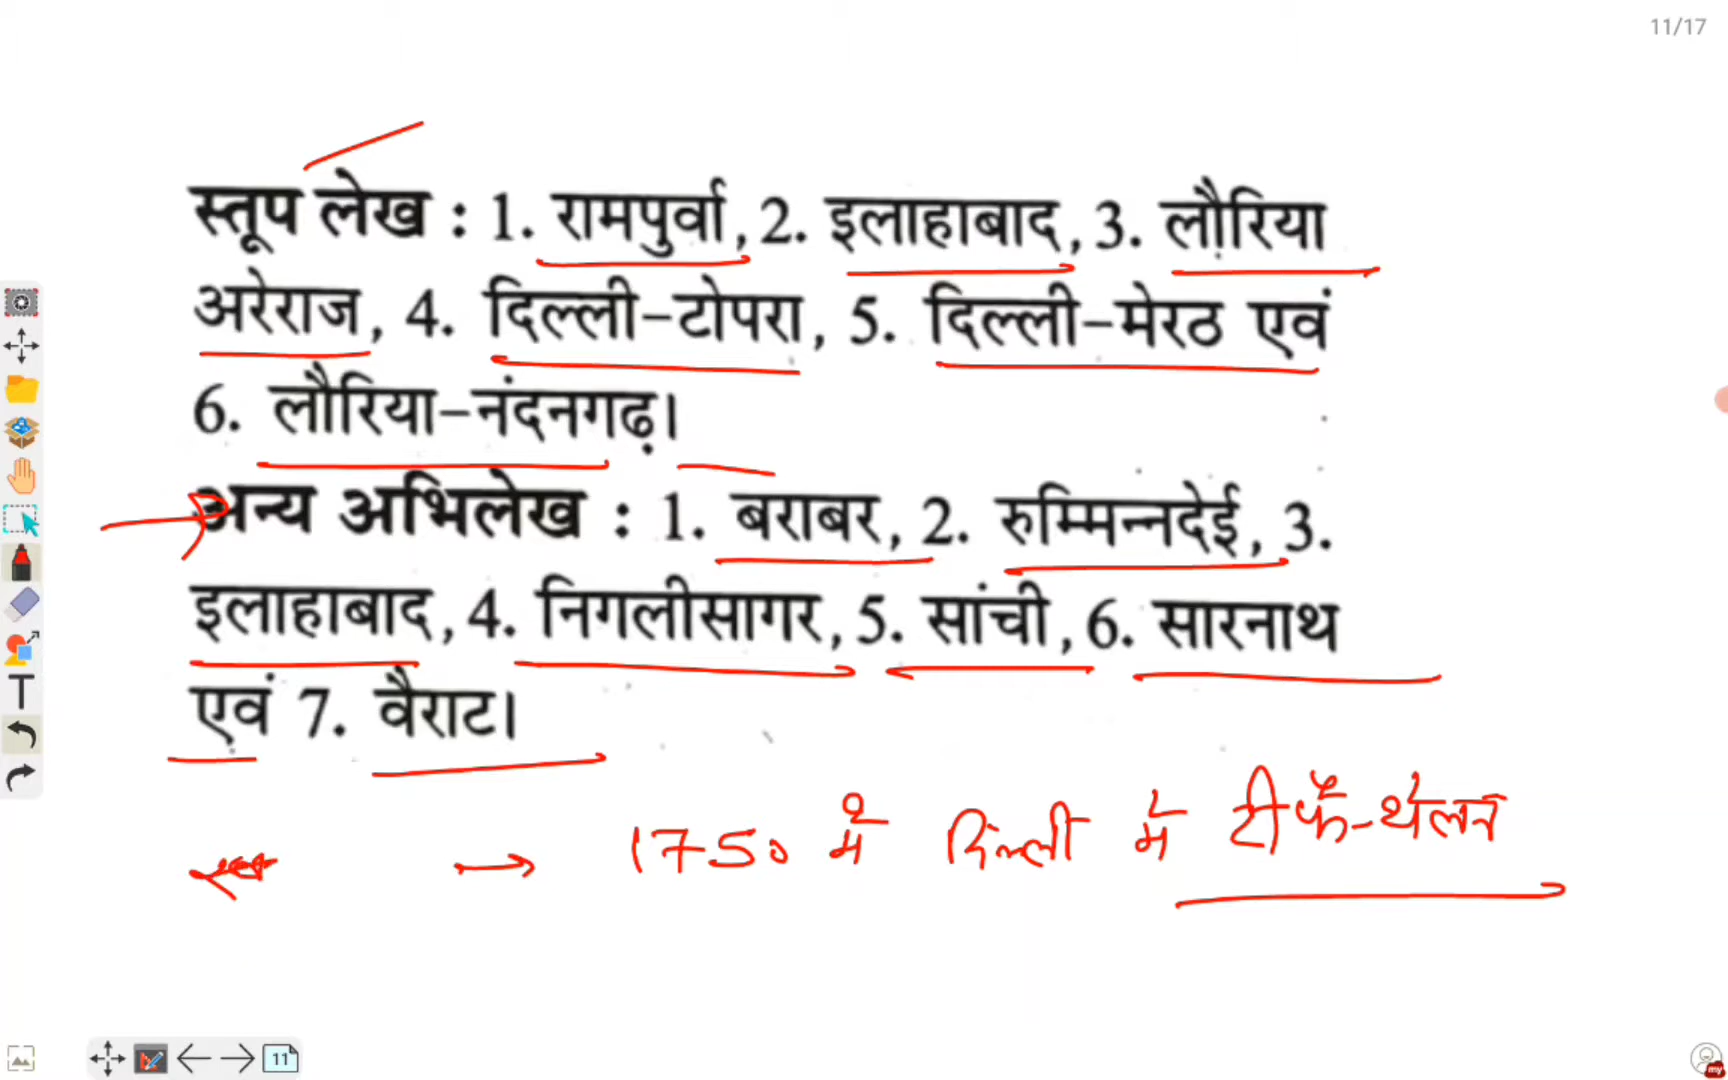 11/17
स्तूप लेख : 1. रामपुर्वा, 2. इलाहाबाद, 3. लौरिया
अरेराज, 4. दिल्ली-टोपरा, 5. दिल्ली-मेरठ एवं
6. लौरिया-नंदनगढ़।
अन्य अभिलेख : 1. बराबर, 2. रुम्मिन्नदेई, 3.
इलाहाबाद, 4. निगलीसागर, 5. सांची, 6. सारनाथ
एवं 7. वैराट।
1750 में दिल्ली में
T
11
my